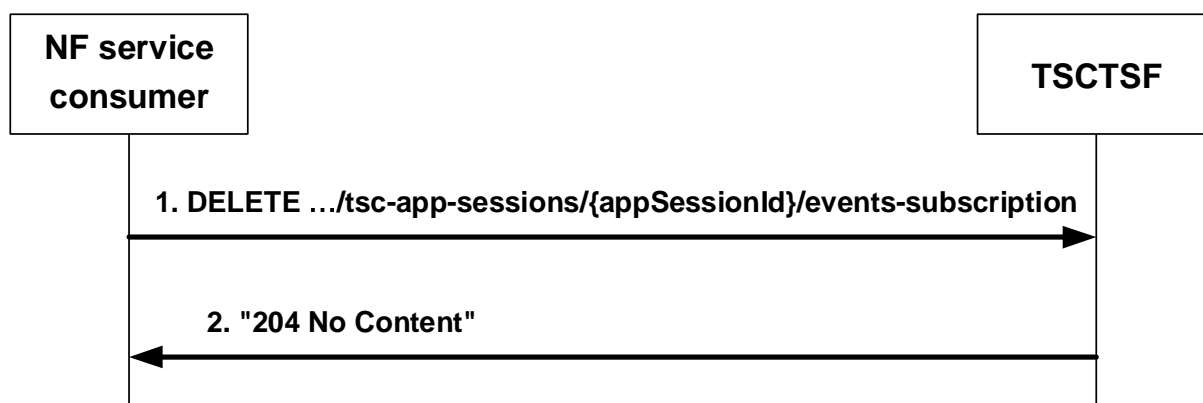 NF service
consumer
TSCTSF
1. DELETE …/tsc-app-sessions/{appSessionId}/events-subscription
2. "204 No Content"